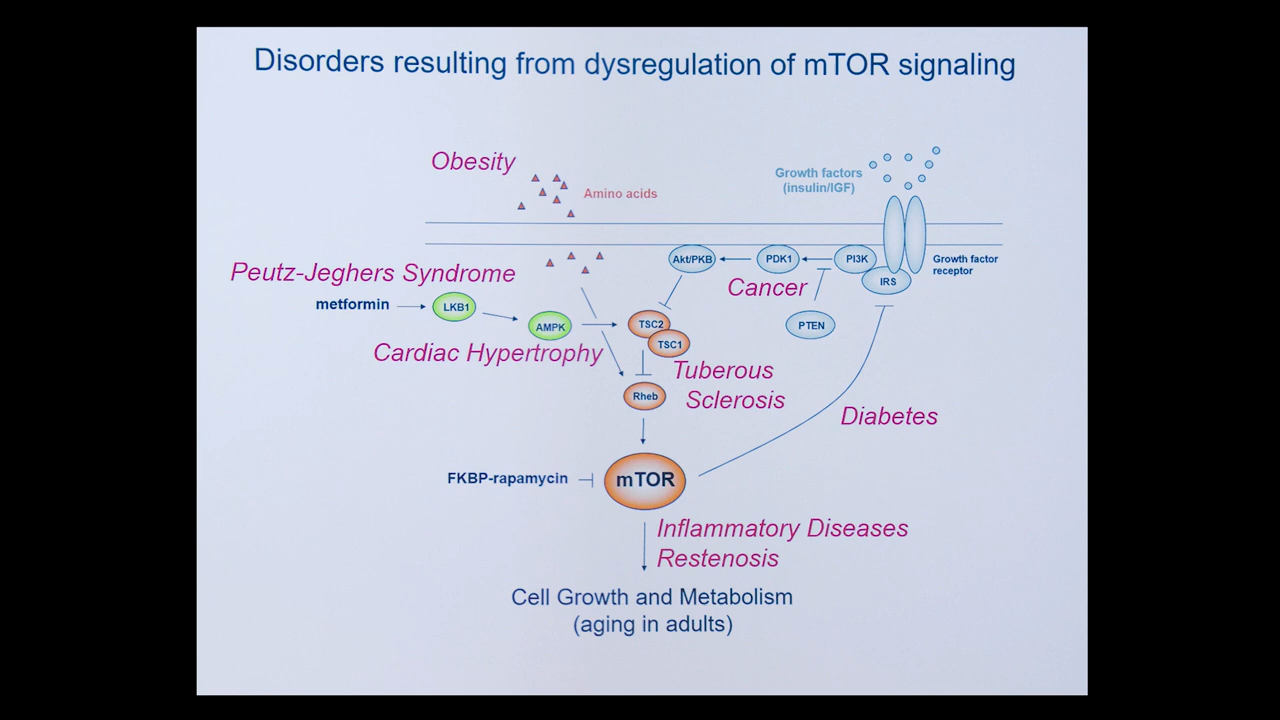 Disorders resulting from dysregulation of mTOR signaling
Obesity
Amino acids
Growth factors
(insulin/IGF)
Akt/PKB
PDK1
PI3K
IRS
Growth factor
receptor
Peutz-Jeghers Syndrome
Cancer
metformin
LKB1
AMPK
TSC2
TSC1
PTEN
Cardiac Hypertrophy
Tuberous
Sclerosis
Rheb
Diabetes
FKBP-rapamycin
mTOR
Inflammatory Diseases
Restenosis
Cell Growth and Metabolism
(aging in adults)